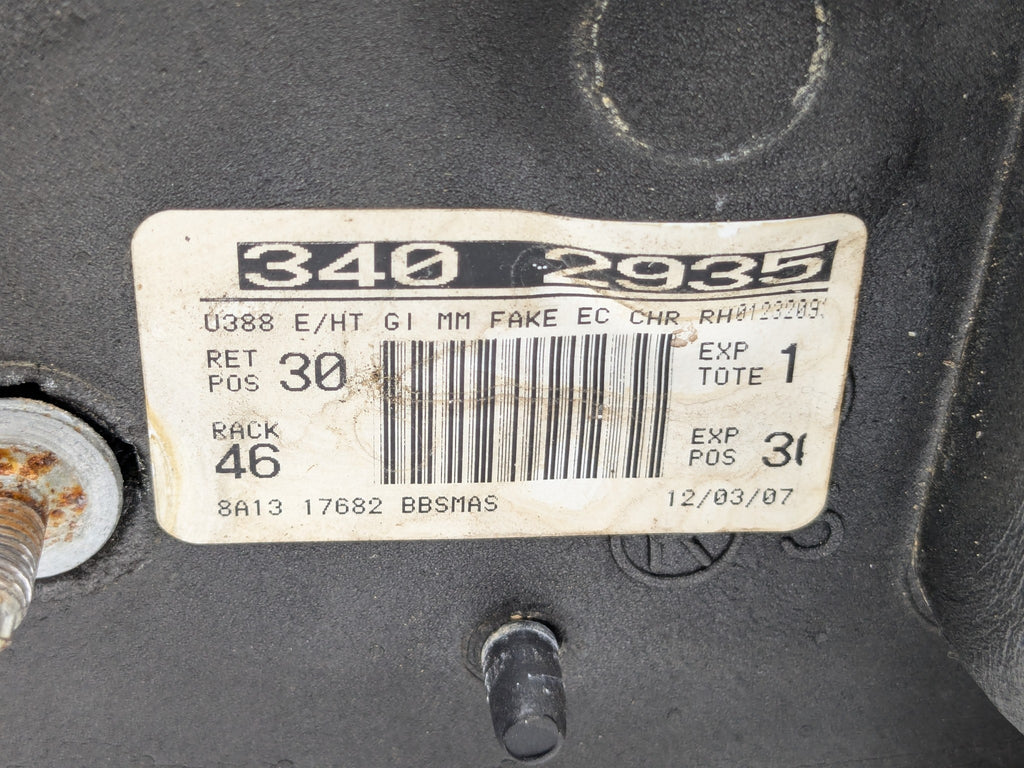 340 2935
U388 E/HT GI MM FAKE EC CHR RH
RET POS 30
EXP TOTE 1
RACK 46
EXP POS
8A13 17682 BBSMAS
12/03/07